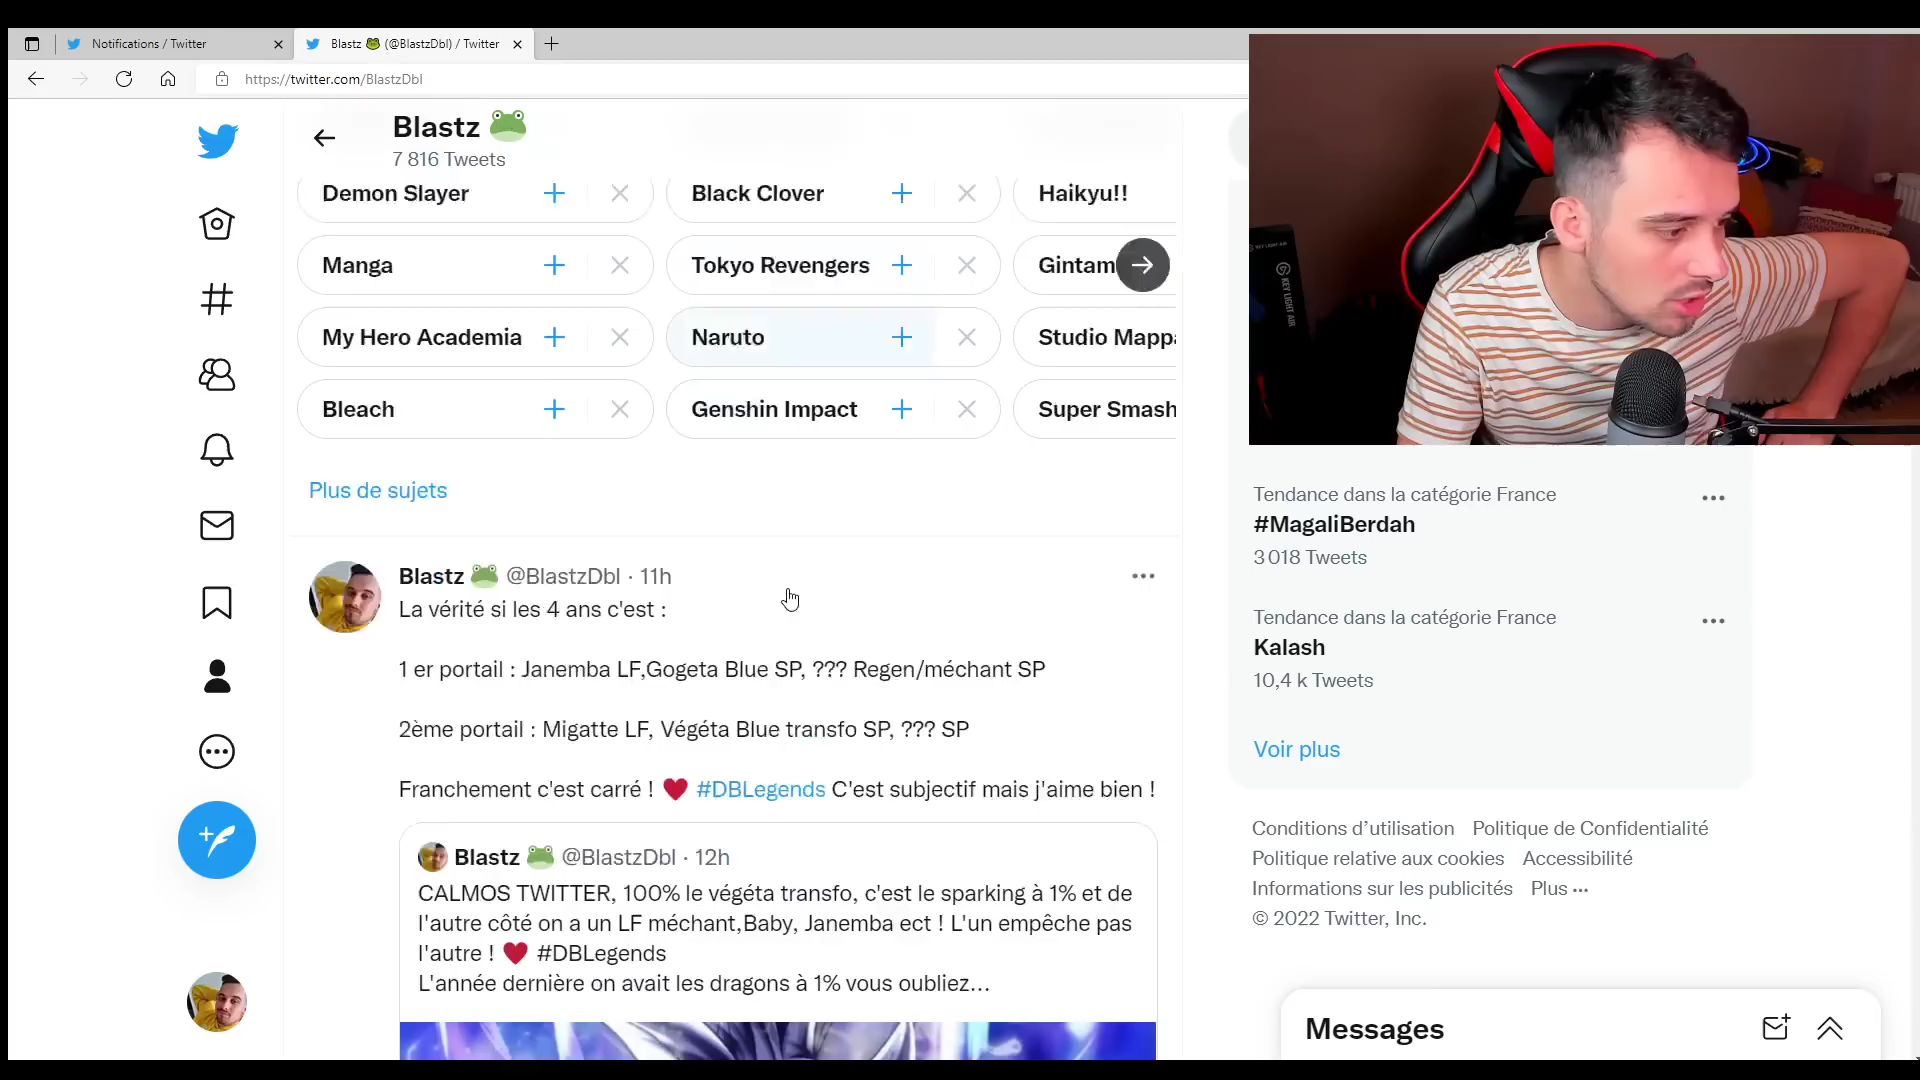 Notifications / Twitter
Blastz 🐸 (@BlastzDbl) / Twitter
https://twitter.com/BlastzDbl
Blastz 🐸
7 816 Tweets
Demon Slayer
Black Clover
Haikyu!!
Manga
Tokyo Revengers
Gintam
My Hero Academia
Naruto
Studio Mappa
Bleach
Genshin Impact
Super Smash
Plus de sujets
Blastz 🐸 @BlastzDbl · 11h
La vérité si les 4 ans c'est :
1 er portail : Janemba LF,Gogeta Blue SP, ??? Regen/méchant SP
2ème portail : Migatte LF, Végéta Blue transfo SP, ??? SP
Franchement c'est carré ! ♥ #DBLegends C'est subjectif mais j'aime bien !
Blastz 🐸 @BlastzDbl · 12h
CALMOS TWITTER, 100% le végéta transfo, c'est le sparking à 1% et de
l'autre côté on a un LF méchant,Baby, Janemba ect ! L'un empêche pas
l'autre ! ♥ #DBLegends
L'année dernière on avait les dragons à 1% vous oubliez...
KEY LIGHT AIR
Tendance dans la catégorie France
#MagaliBerdah
3 018 Tweets
Tendance dans la catégorie France
Kalash
10,4 k Tweets
Voir plus
Conditions d'utilisation Politique de Confidentialité
Politique relative aux cookies Accessibilité
Informations sur les publicités Plus ···
© 2022 Twitter, Inc.
Messages